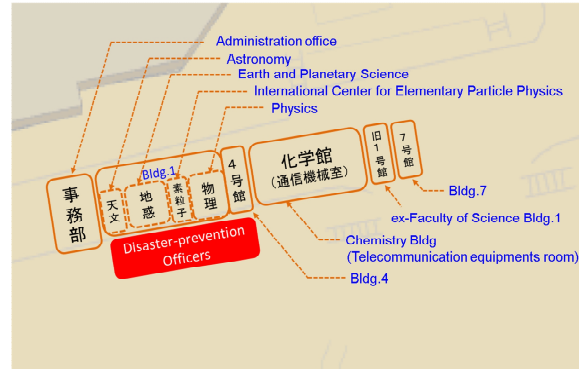 Administration office
Astronomy
Earth and Planetary Science
International Center for Elementary Particle Physics
Physics
Bldg.1
事務部
天文
地惑
素粒子
物理
4号館
化学館
(通信機械室)
旧1号館
7号館
Disaster-prevention
Officers
Bldg.7
ex-Faculty of Science Bldg.1
Chemistry Bldg
(Telecommunication equipments room)
Bldg.4